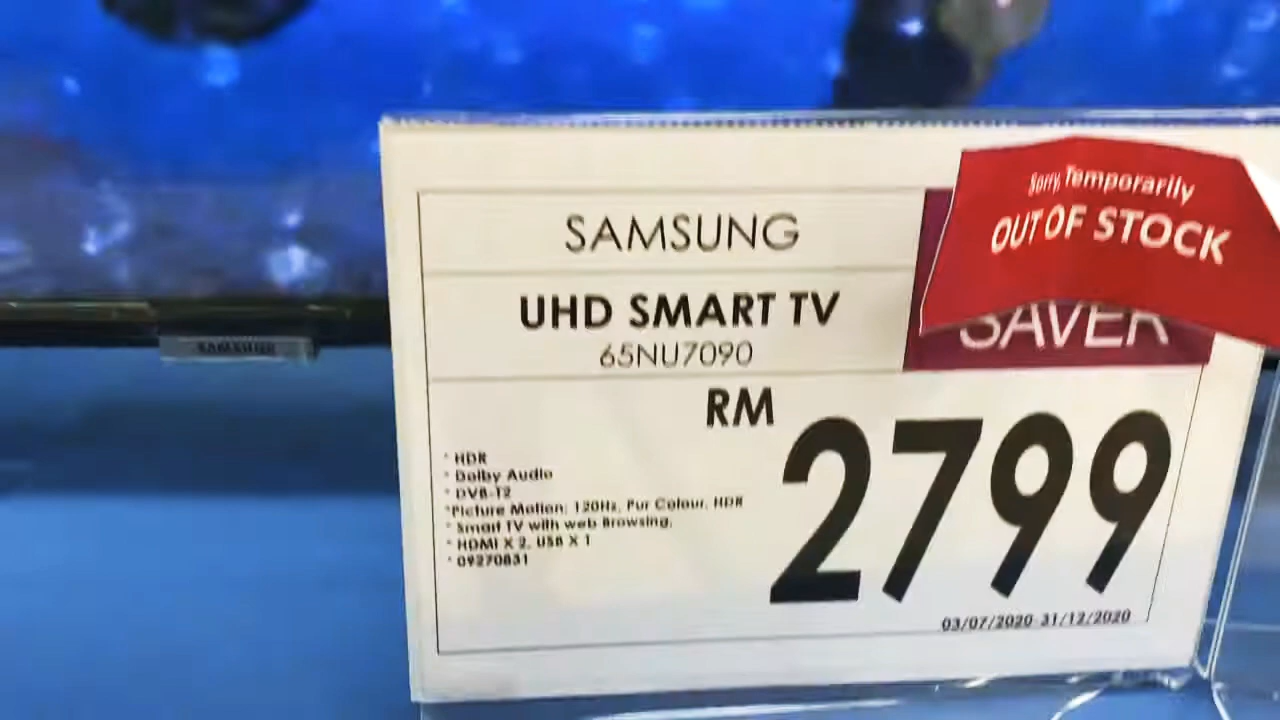 Sorry, Temporarily
OUT OF STOCK
SAVER
SAMSUNG
UHD SMART TV
65NU7090
RM
2799
* HDR
* Dolby Audio
* DVB-T2
*Picture Motion: 120Hz, Pur Colour, HDR
* Smart TV with web Browsing,
* HDMI X 2, USB X 1
* 09270831
03/07/2020-31/12/2020
SAMSUNG